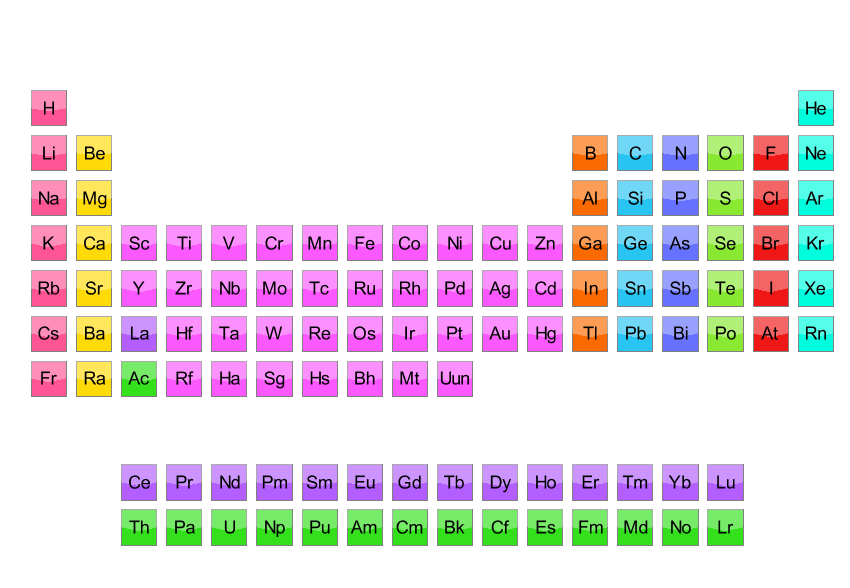 H He
Li Be B C N O F Ne
Na Mg Al Si P S Cl Ar
K Ca Sc Ti V Cr Mn Fe Co Ni Cu Zn Ga Ge As Se Br Kr
Rb Sr Y Zr Nb Mo Tc Ru Rh Pd Ag Cd In Sn Sb Te I Xe
Cs Ba La Hf Ta W Re Os Ir Pt Au Hg Tl Pb Bi Po At Rn
Fr Ra Ac Rf Ha Sg Hs Bh Mt Uun
Ce Pr Nd Pm Sm Eu Gd Tb Dy Ho Er Tm Yb Lu
Th Pa U Np Pu Am Cm Bk Cf Es Fm Md No Lr